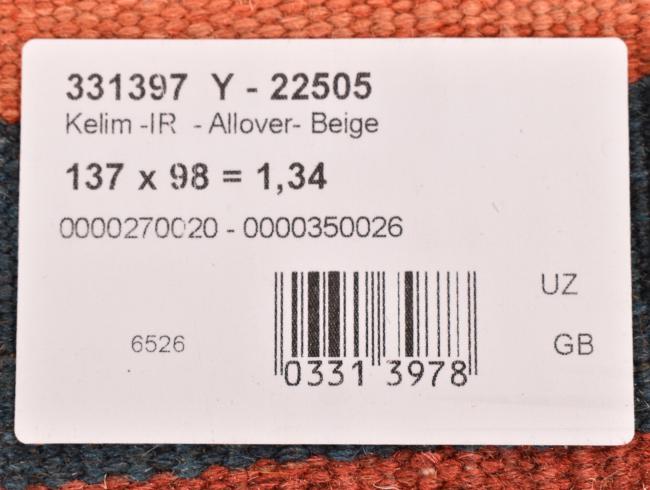 331397 Y - 22505
Kelim -IR - Allover- Beige
137 x 98 = 1,34
0000270020 - 0000350026
UZ
6526
GB
0331 3978